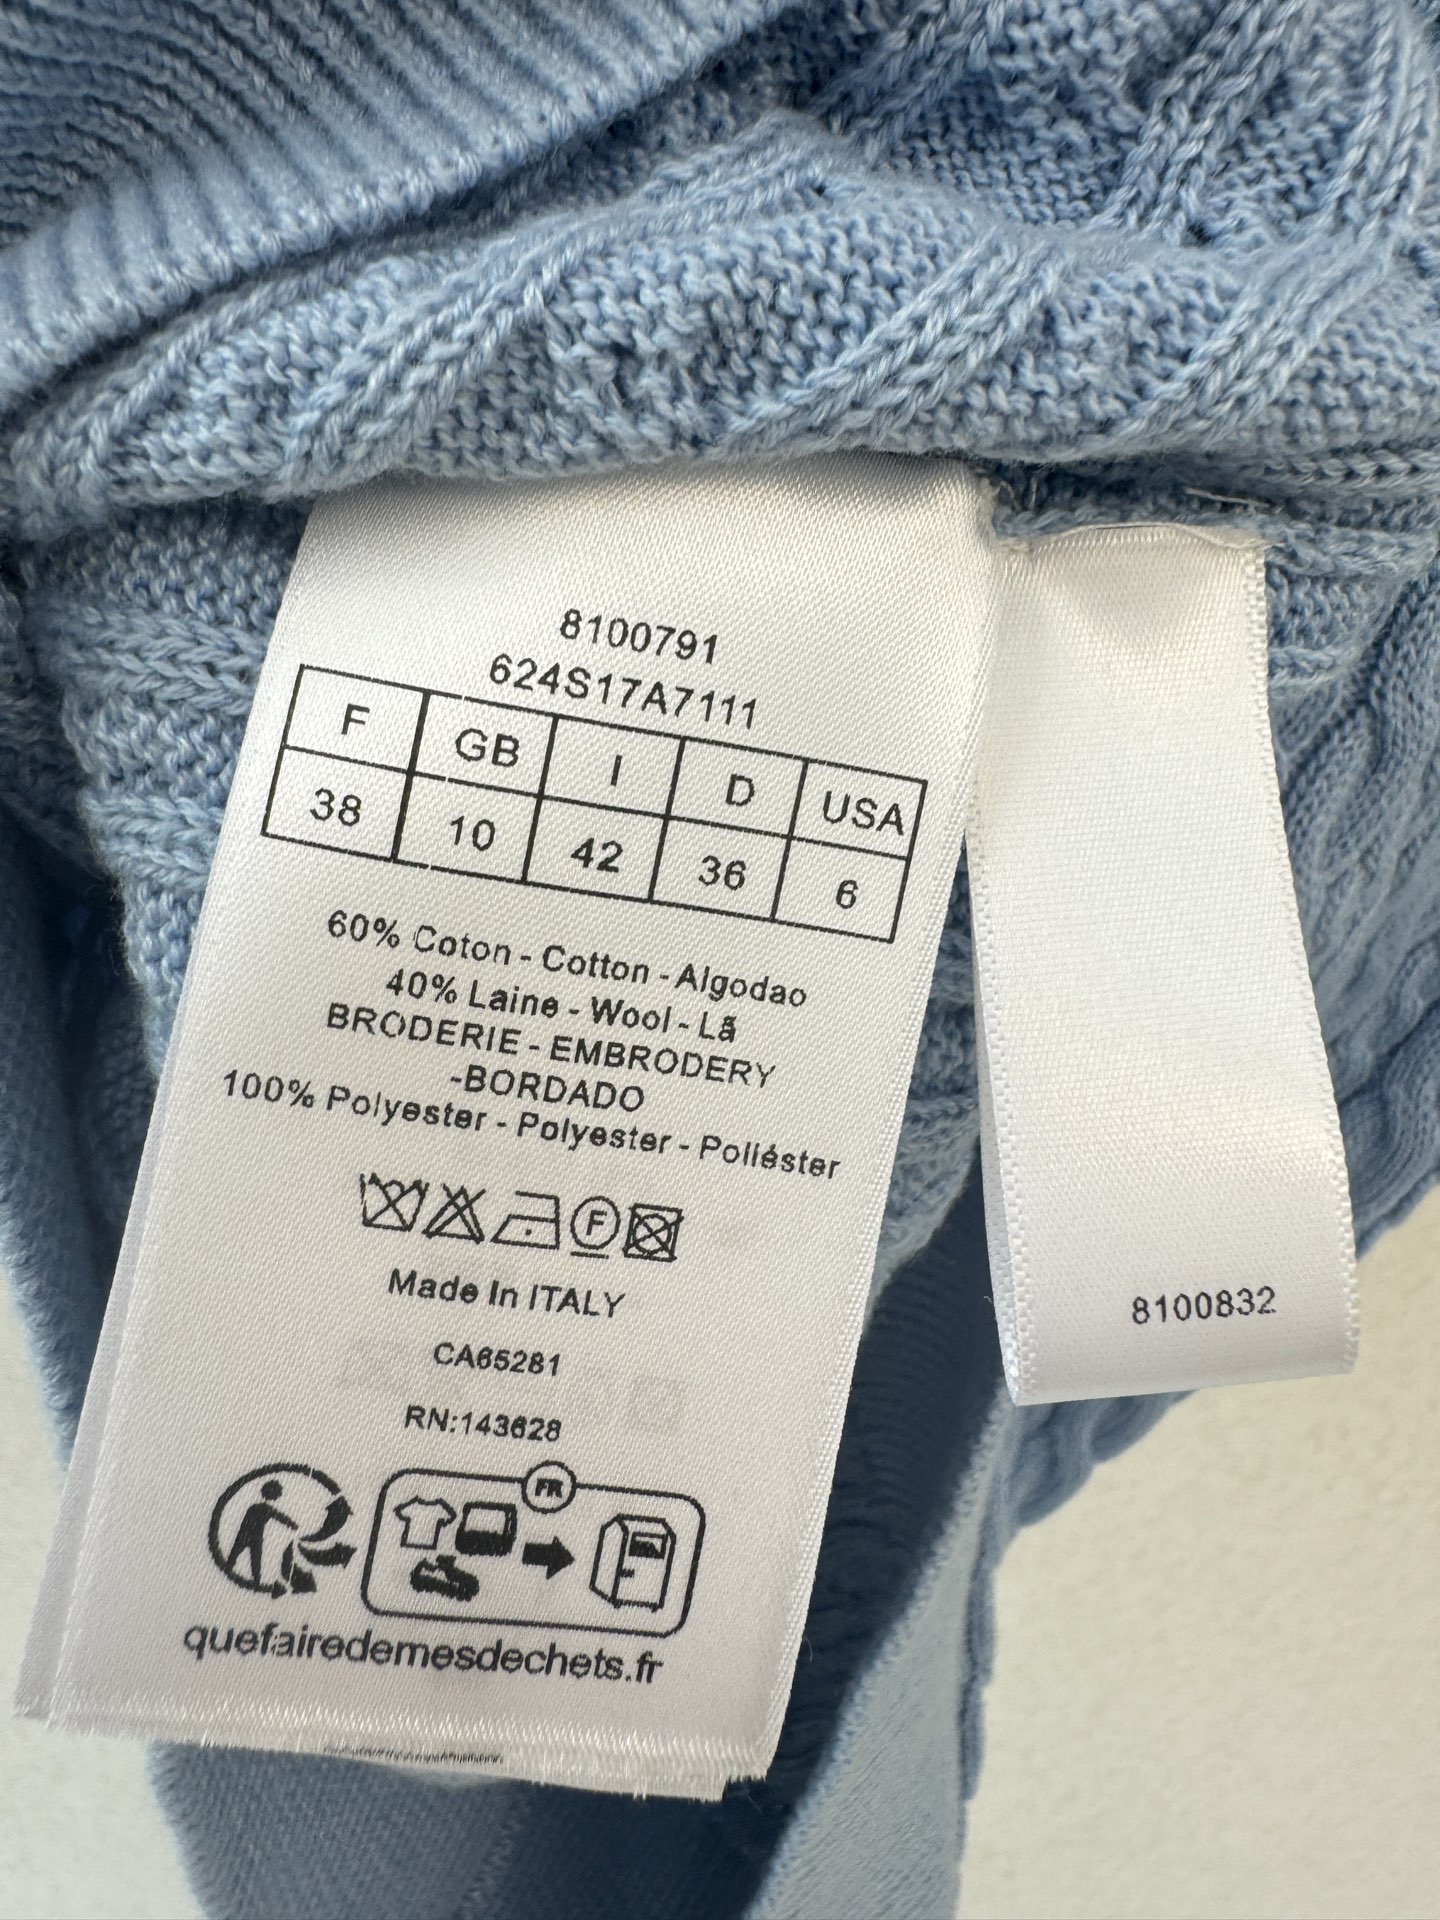 8100791
624S17A7111
F GB I D USA
38 10 42 36 6
60% Coton - Cotton - Algodao
40% Laine - Wool - Lã
BRODERIE - EMBRODERY
-BORDADO
100% Polyester - Polyester - Poliéster
F
Made In ITALY
CA65281
RN:143628
FR
quefairedemesdechets.fr
8100832